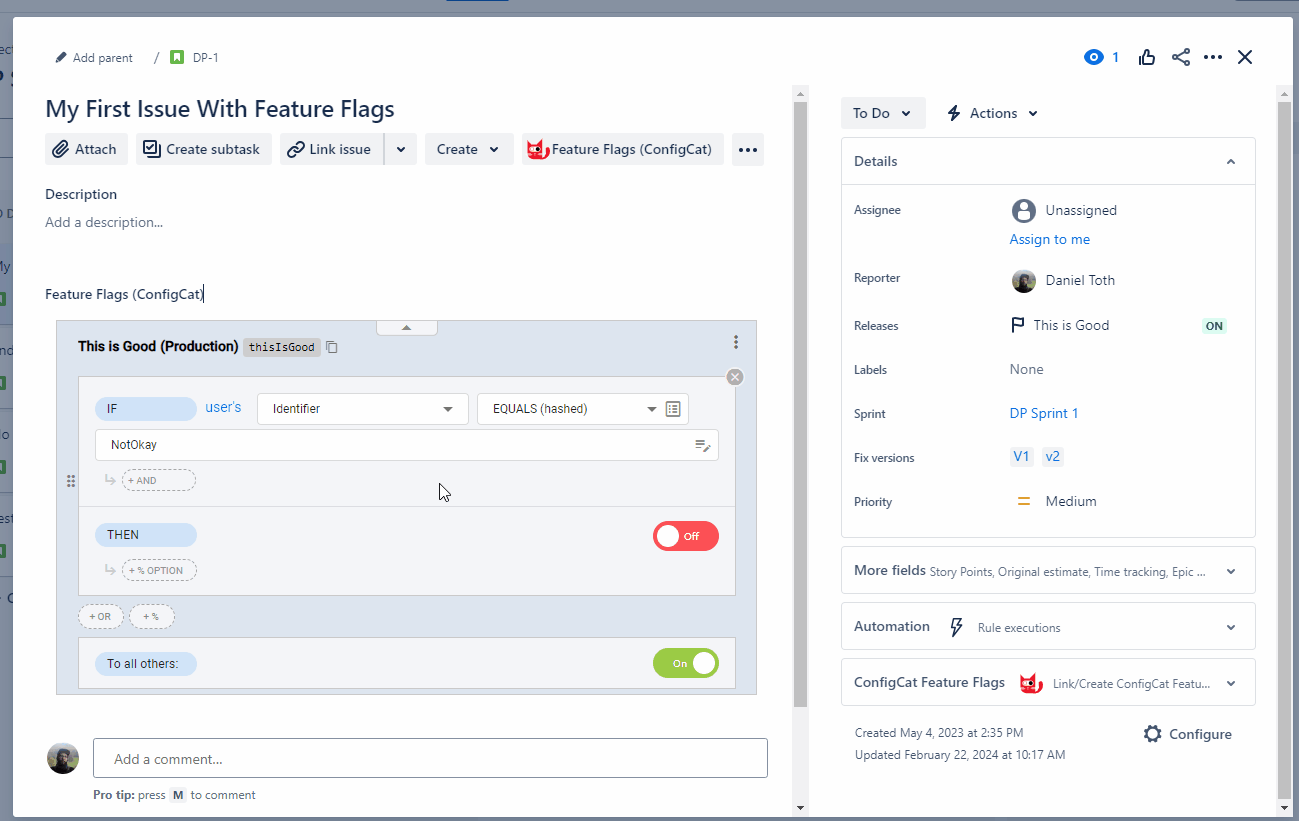 Add parent / DP-1
1
My First Issue With Feature Flags
Attach Create subtask Link issue Create Feature Flags (ConfigCat)
Description
Add a description...
Feature Flags (ConfigCat)
This is Good (Production) thisIsGood
IF user's Identifier EQUALS (hashed)
NotOkay
+ AND
THEN Off
+ % OPTION
+ OR + %
To all others: On
Add a comment...
Pro tip: press M to comment
To Do Actions
Details
Assignee Unassigned
Assign to me
Reporter Daniel Toth
Releases This is Good ON
Labels None
Sprint DP Sprint 1
Fix versions V1 v2
Priority Medium
More fields Story Points, Original estimate, Time tracking, Epic ...
Automation Rule executions
ConfigCat Feature Flags Link/Create ConfigCat Featu...
Created May 4, 2023 at 2:35 PM
Configure
Updated February 22, 2024 at 10:17 AM